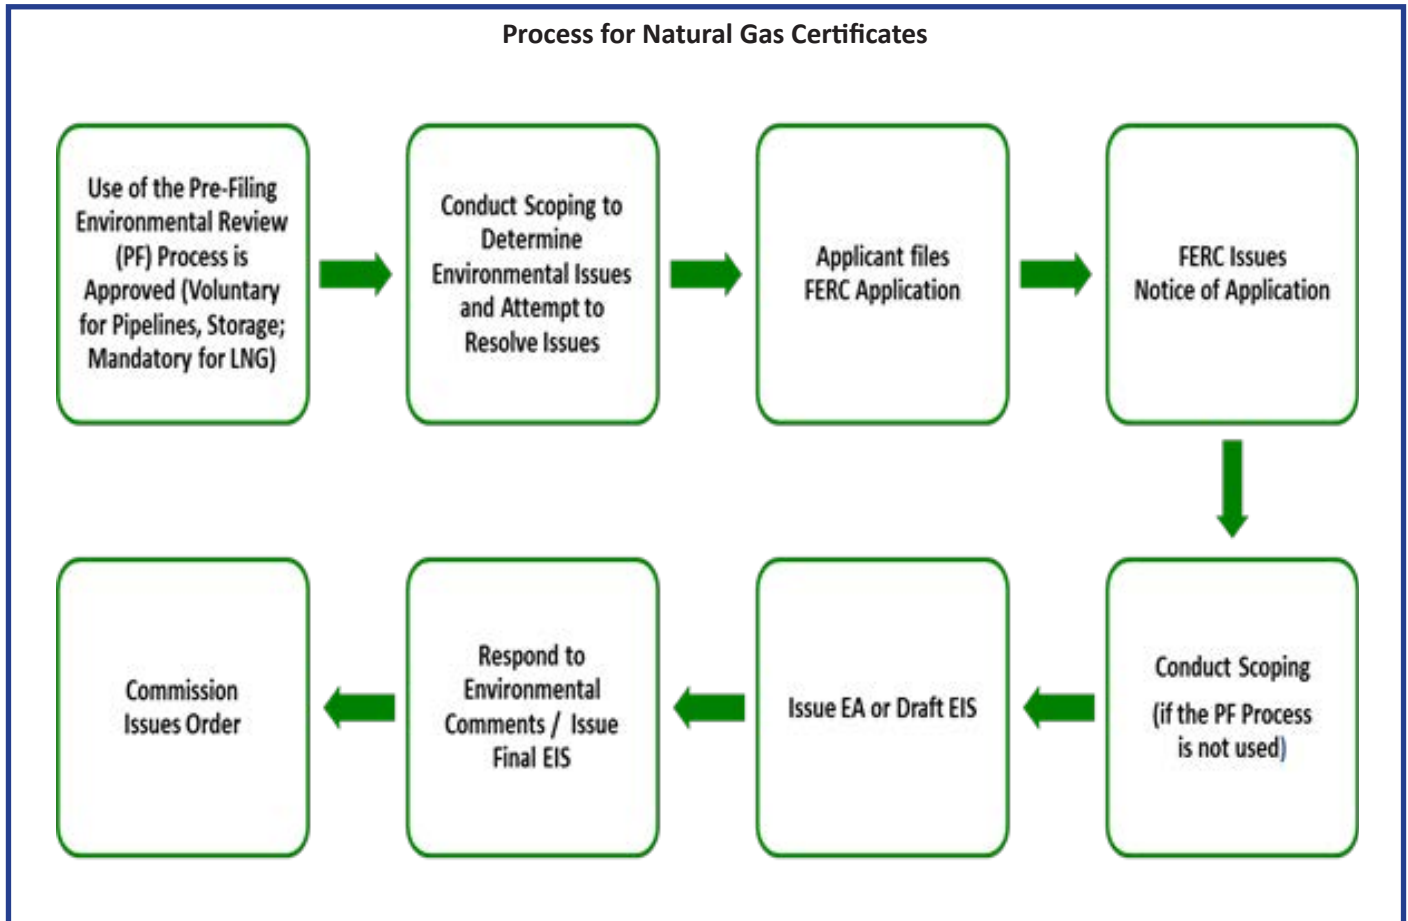 Process for Natural Gas Certificates
Use of the Pre-Filing
Environmental Review
(PF) Process is
Approved (Voluntary
for Pipelines, Storage;
Mandatory for LNG)
Conduct Scoping to
Determine
Environmental Issues
and Attempt to
Resolve Issues
Applicant files
FERC Application
FERC Issues
Notice of Application
Conduct Scoping
(if the PF Process
is not used)
Issue EA or Draft EIS
Respond to
Environmental
Comments / Issue
Final EIS
Commission
Issues Order